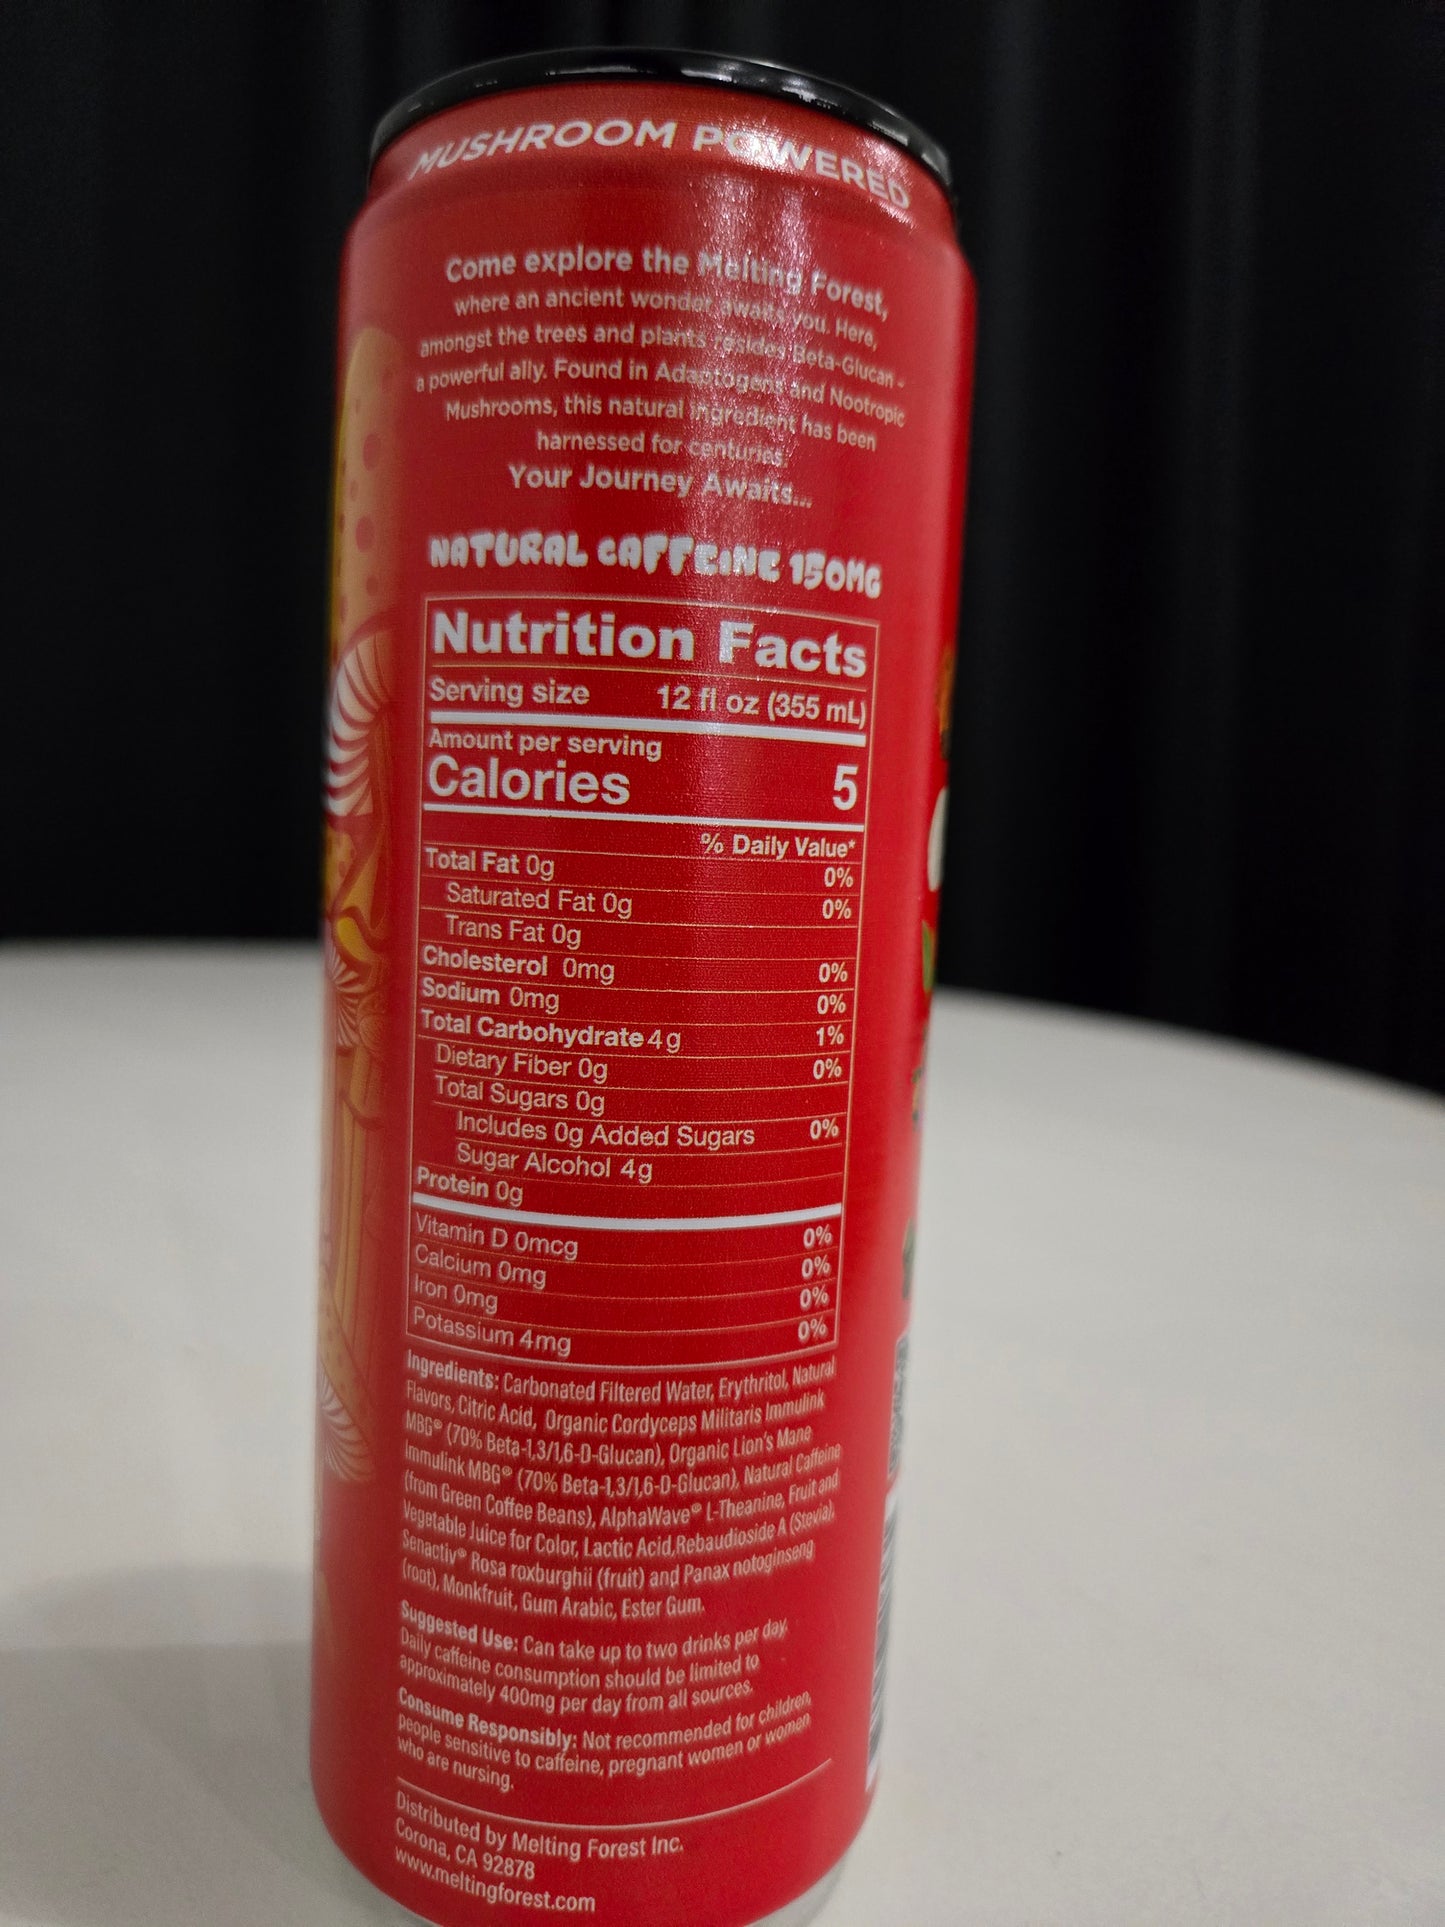 MUSHROOM POWERED
Come explore the Melting Forest,
where an ancient wonder awaits you. Here,
amongst the trees and plants resides Beta-Glucan -
a powerful ally. Found in Adaptogens and Nootropic
Mushrooms, this natural ingredient has been
harnessed for centuries.
Your Journey Awaits...
NATURAL CAFFEINE 150MG
Nutrition Facts
Serving size 12 fl oz (355 mL)
Amount per serving
Calories 5
% Daily Value*
Total Fat 0g 0%
Saturated Fat 0g 0%
Trans Fat 0g
Cholesterol 0mg 0%
Sodium 0mg 0%
Total Carbohydrate 4g 1%
Dietary Fiber 0g 0%
Total Sugars 0g
Includes 0g Added Sugars 0%
Sugar Alcohol 4g
Protein 0g
Vitamin D 0mcg 0%
Calcium 0mg 0%
Iron 0mg 0%
Potassium 4mg 0%
Ingredients: Carbonated Filtered Water, Erythritol, Natural
Flavors, Citric Acid, Organic Cordyceps Militaris Immulink
MBG® (70% Beta-1,3/1,6-D-Glucan), Organic Lion's Mane
Immulink MBG® (70% Beta-1,3/1,6-D-Glucan), Natural Caffeine
(from Green Coffee Beans), AlphaWave® L-Theanine, Fruit and
Vegetable Juice for Color, Lactic Acid,Rebaudioside A (Stevia),
Senactiv® Rosa roxburghii (fruit) and Panax notoginseng
(root), Monkfruit, Gum Arabic, Ester Gum.
Suggested Use: Can take up to two drinks per day.
Daily caffeine consumption should be limited to
approximately 400mg per day from all sources.
Consume Responsibly: Not recommended for children,
people sensitive to caffeine, pregnant women or women
who are nursing.
Distributed by Melting Forest Inc.
Corona, CA 92878
www.meltingforest.com